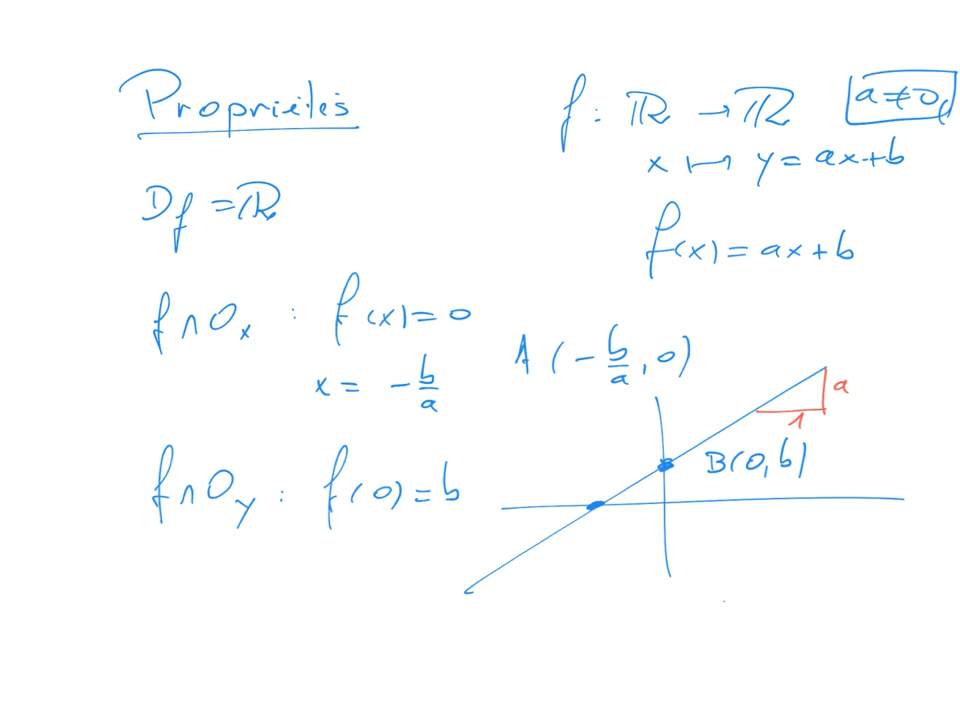 Propriétés
f : ℝ → ℝ a ≠ 0,
x ↦ y = ax + b
Df = ℝ
f(x) = ax + b
f ∩ Ox : f(x) = 0
x = -b/a
A (-b/a, 0)
a
1
B(0, b)
f ∩ Oy : f(0) = b